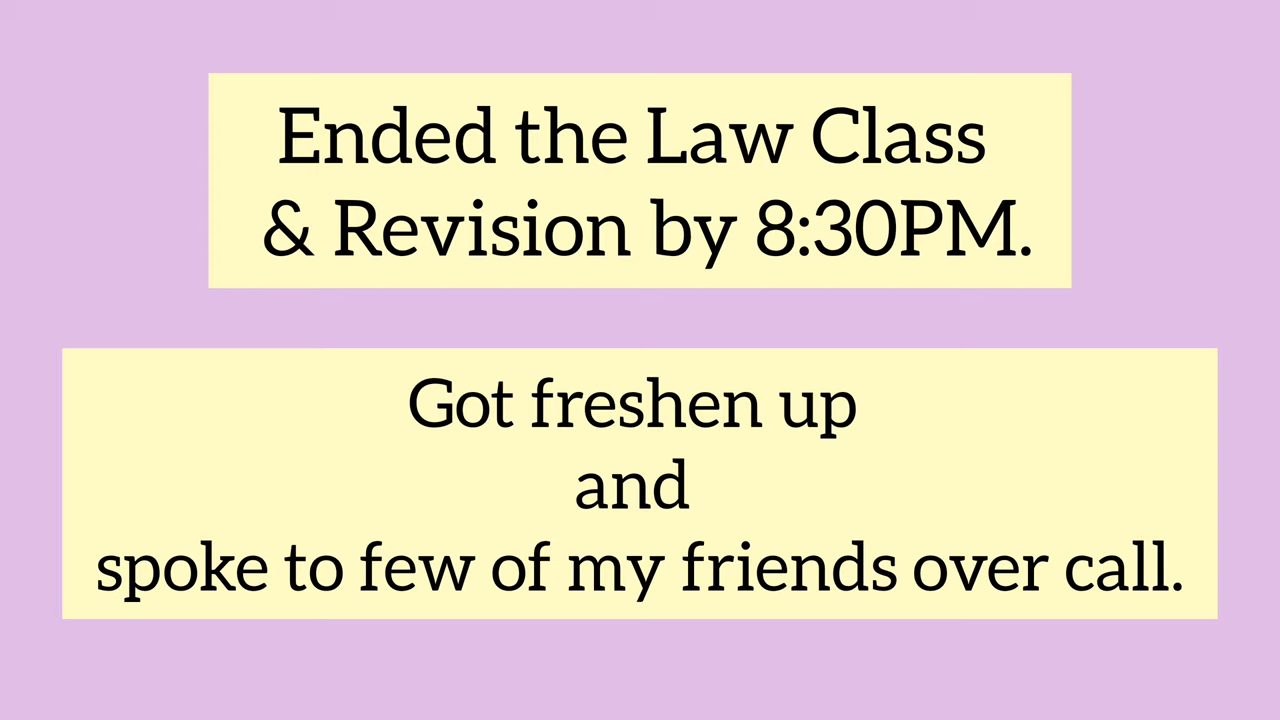 Ended the Law Class
& Revision by 8:30PM.
Got freshen up
and
spoke to few of my friends over call.